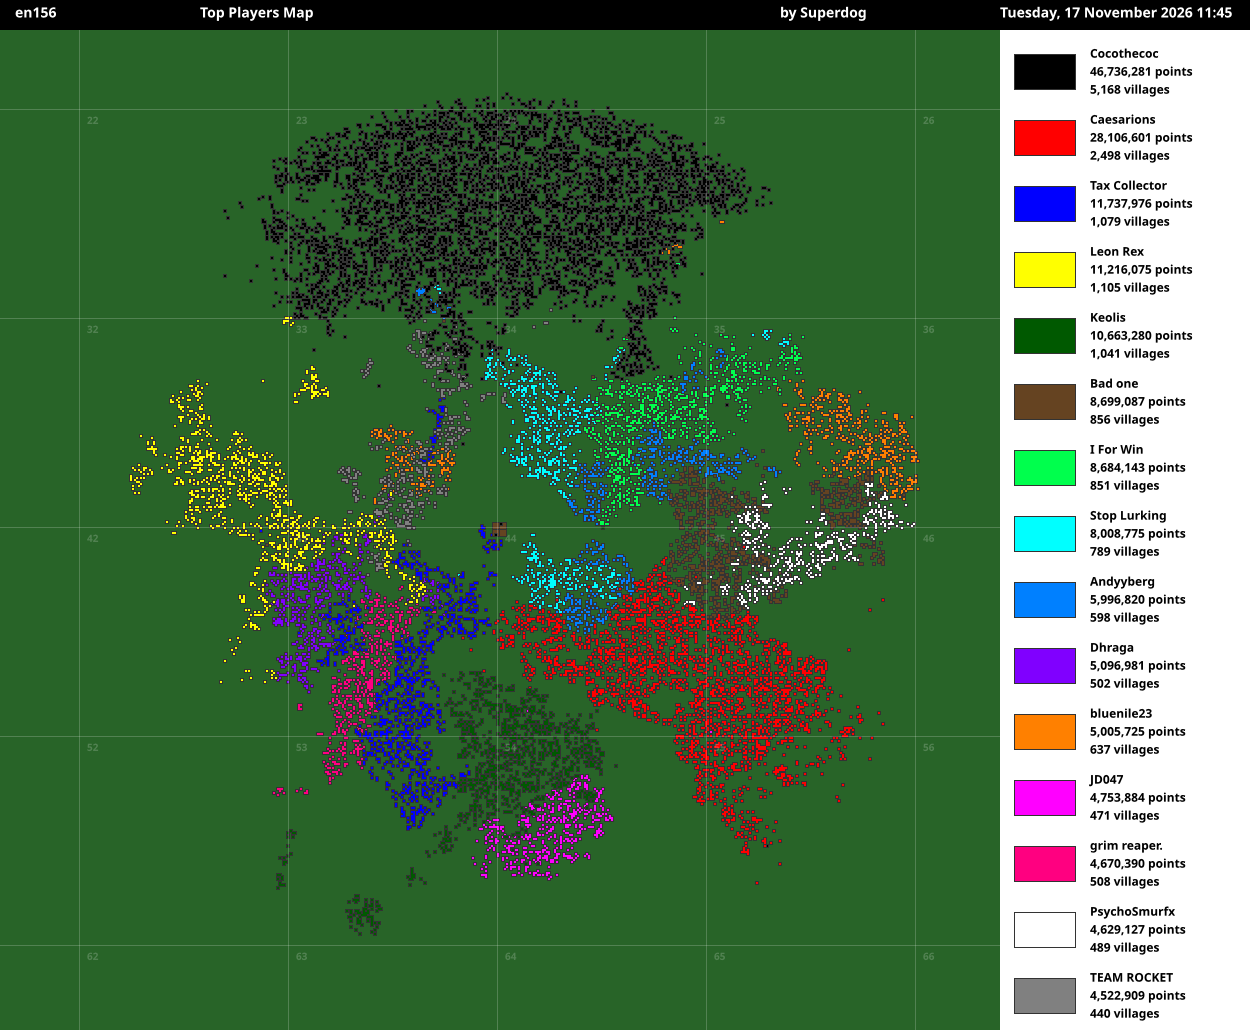 en156 Top Players Map by Superdog Tuesday, 17 November 2026 11:45
Cocothecoc
46,736,281 points
5,168 villages
Caesarions
28,106,601 points
2,498 villages
Tax Collector
11,737,976 points
1,079 villages
Leon Rex
11,216,075 points
1,105 villages
Keolis
10,663,280 points
1,041 villages
Bad one
8,699,087 points
856 villages
I For Win
8,684,143 points
851 villages
Stop Lurking
8,008,775 points
789 villages
Andyyberg
5,996,820 points
598 villages
Dhraga
5,096,981 points
502 villages
bluenile23
5,005,725 points
637 villages
JD047
4,753,884 points
471 villages
grim reaper.
4,670,390 points
508 villages
PsychoSmurfx
4,629,127 points
489 villages
TEAM ROCKET
4,522,909 points
440 villages
22 23 25 26
32 33 34 35 36
42 44 45 46
52 53 54 45 56
62 63 64 65 66